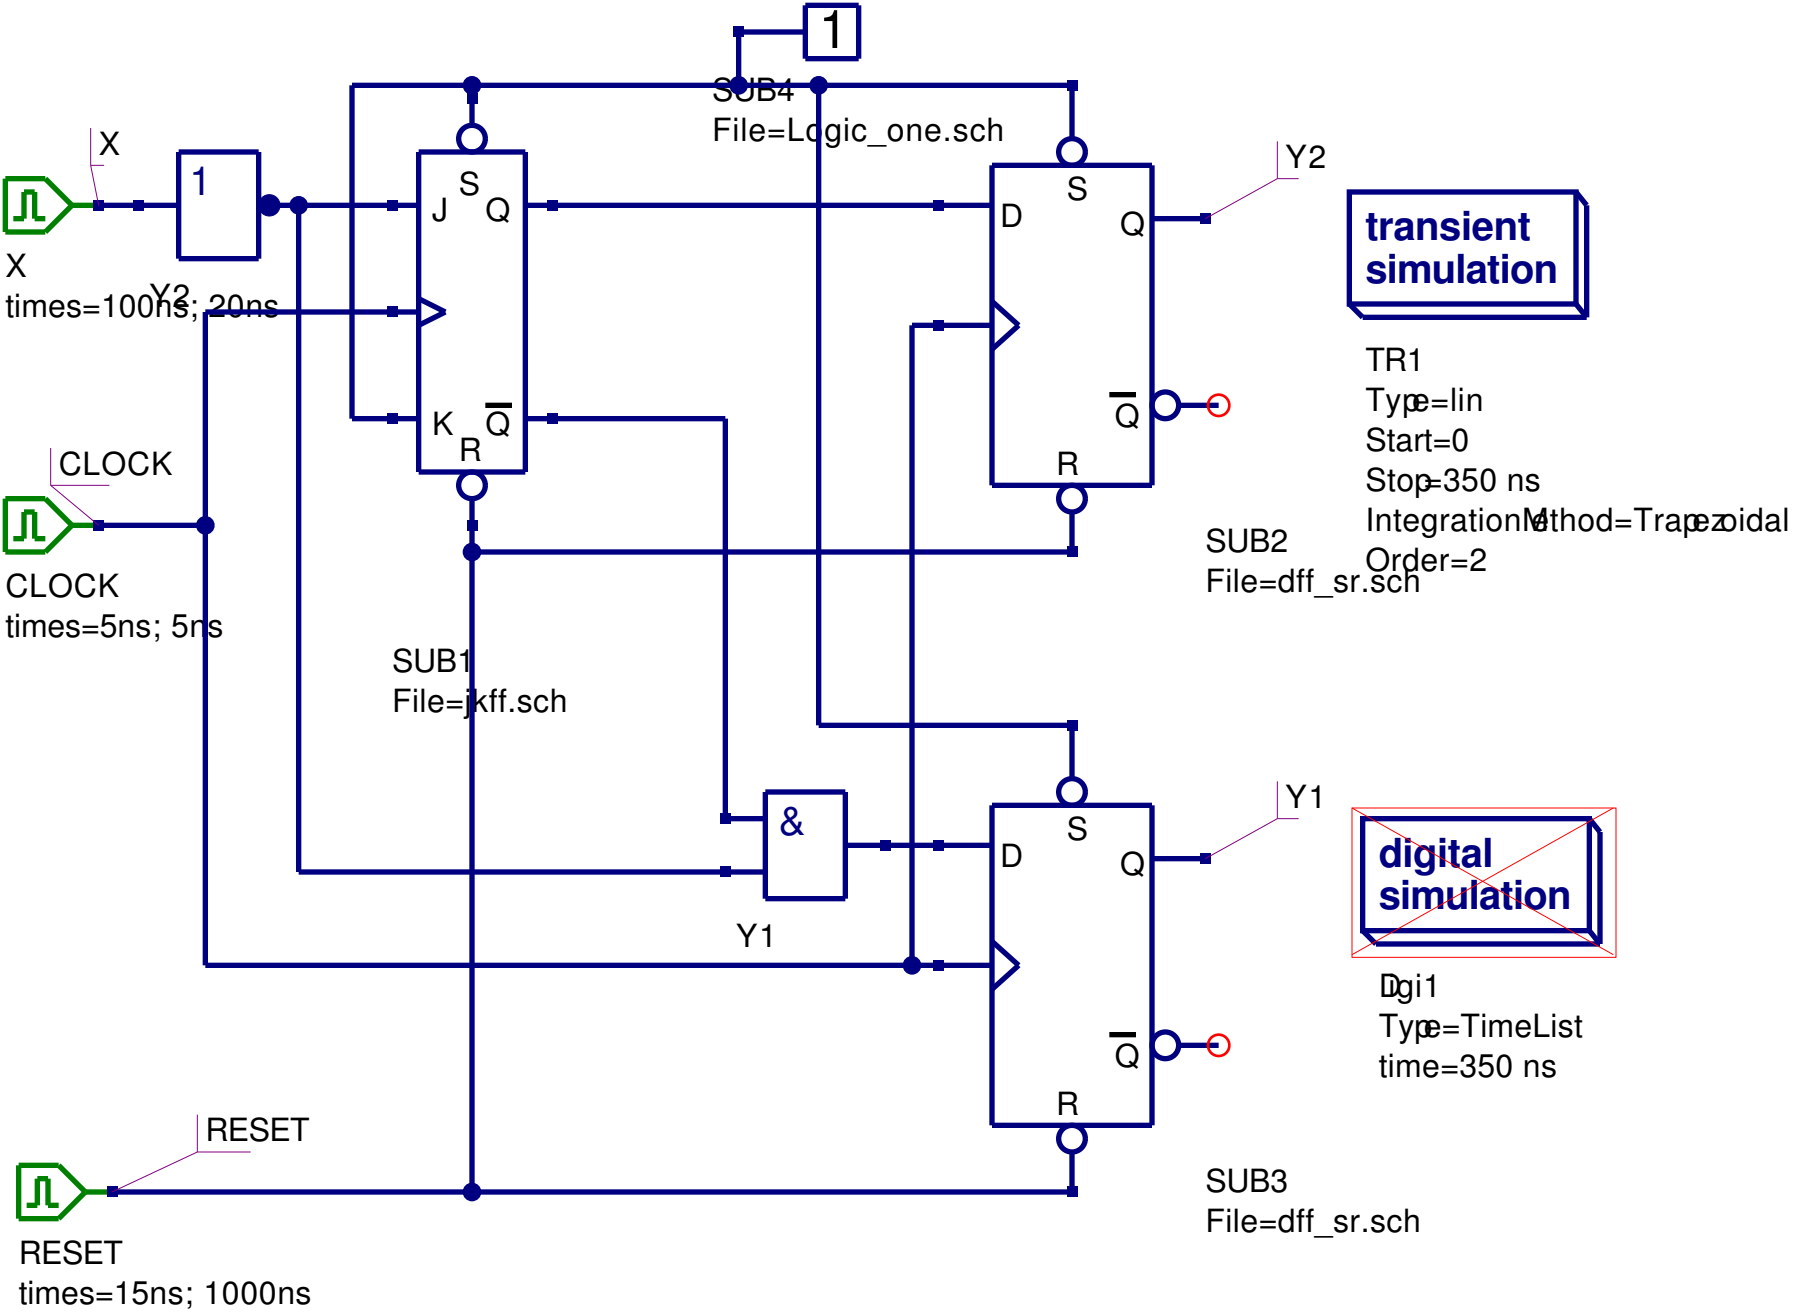 1
SUB4
File=Logic_one.sch
X
1
X
times=100ns; 20ns
Y2
S
J
Q
K
Q
R
SUB1
File=jkff.sch
CLOCK
CLOCK
times=5ns; 5ns
S
D
Q
Q
R
Y2
SUB2
File=dff_sr.sch
transient
simulation
TR1
Type=lin
Start=0
Stop=350 ns
IntegrationMethod=Trapezoidal
Order=2
&
Y1
S
D
Q
Q
R
Y1
SUB3
File=dff_sr.sch
digital
simulation
Digi1
Type=TimeList
time=350 ns
RESET
RESET
times=15ns; 1000ns